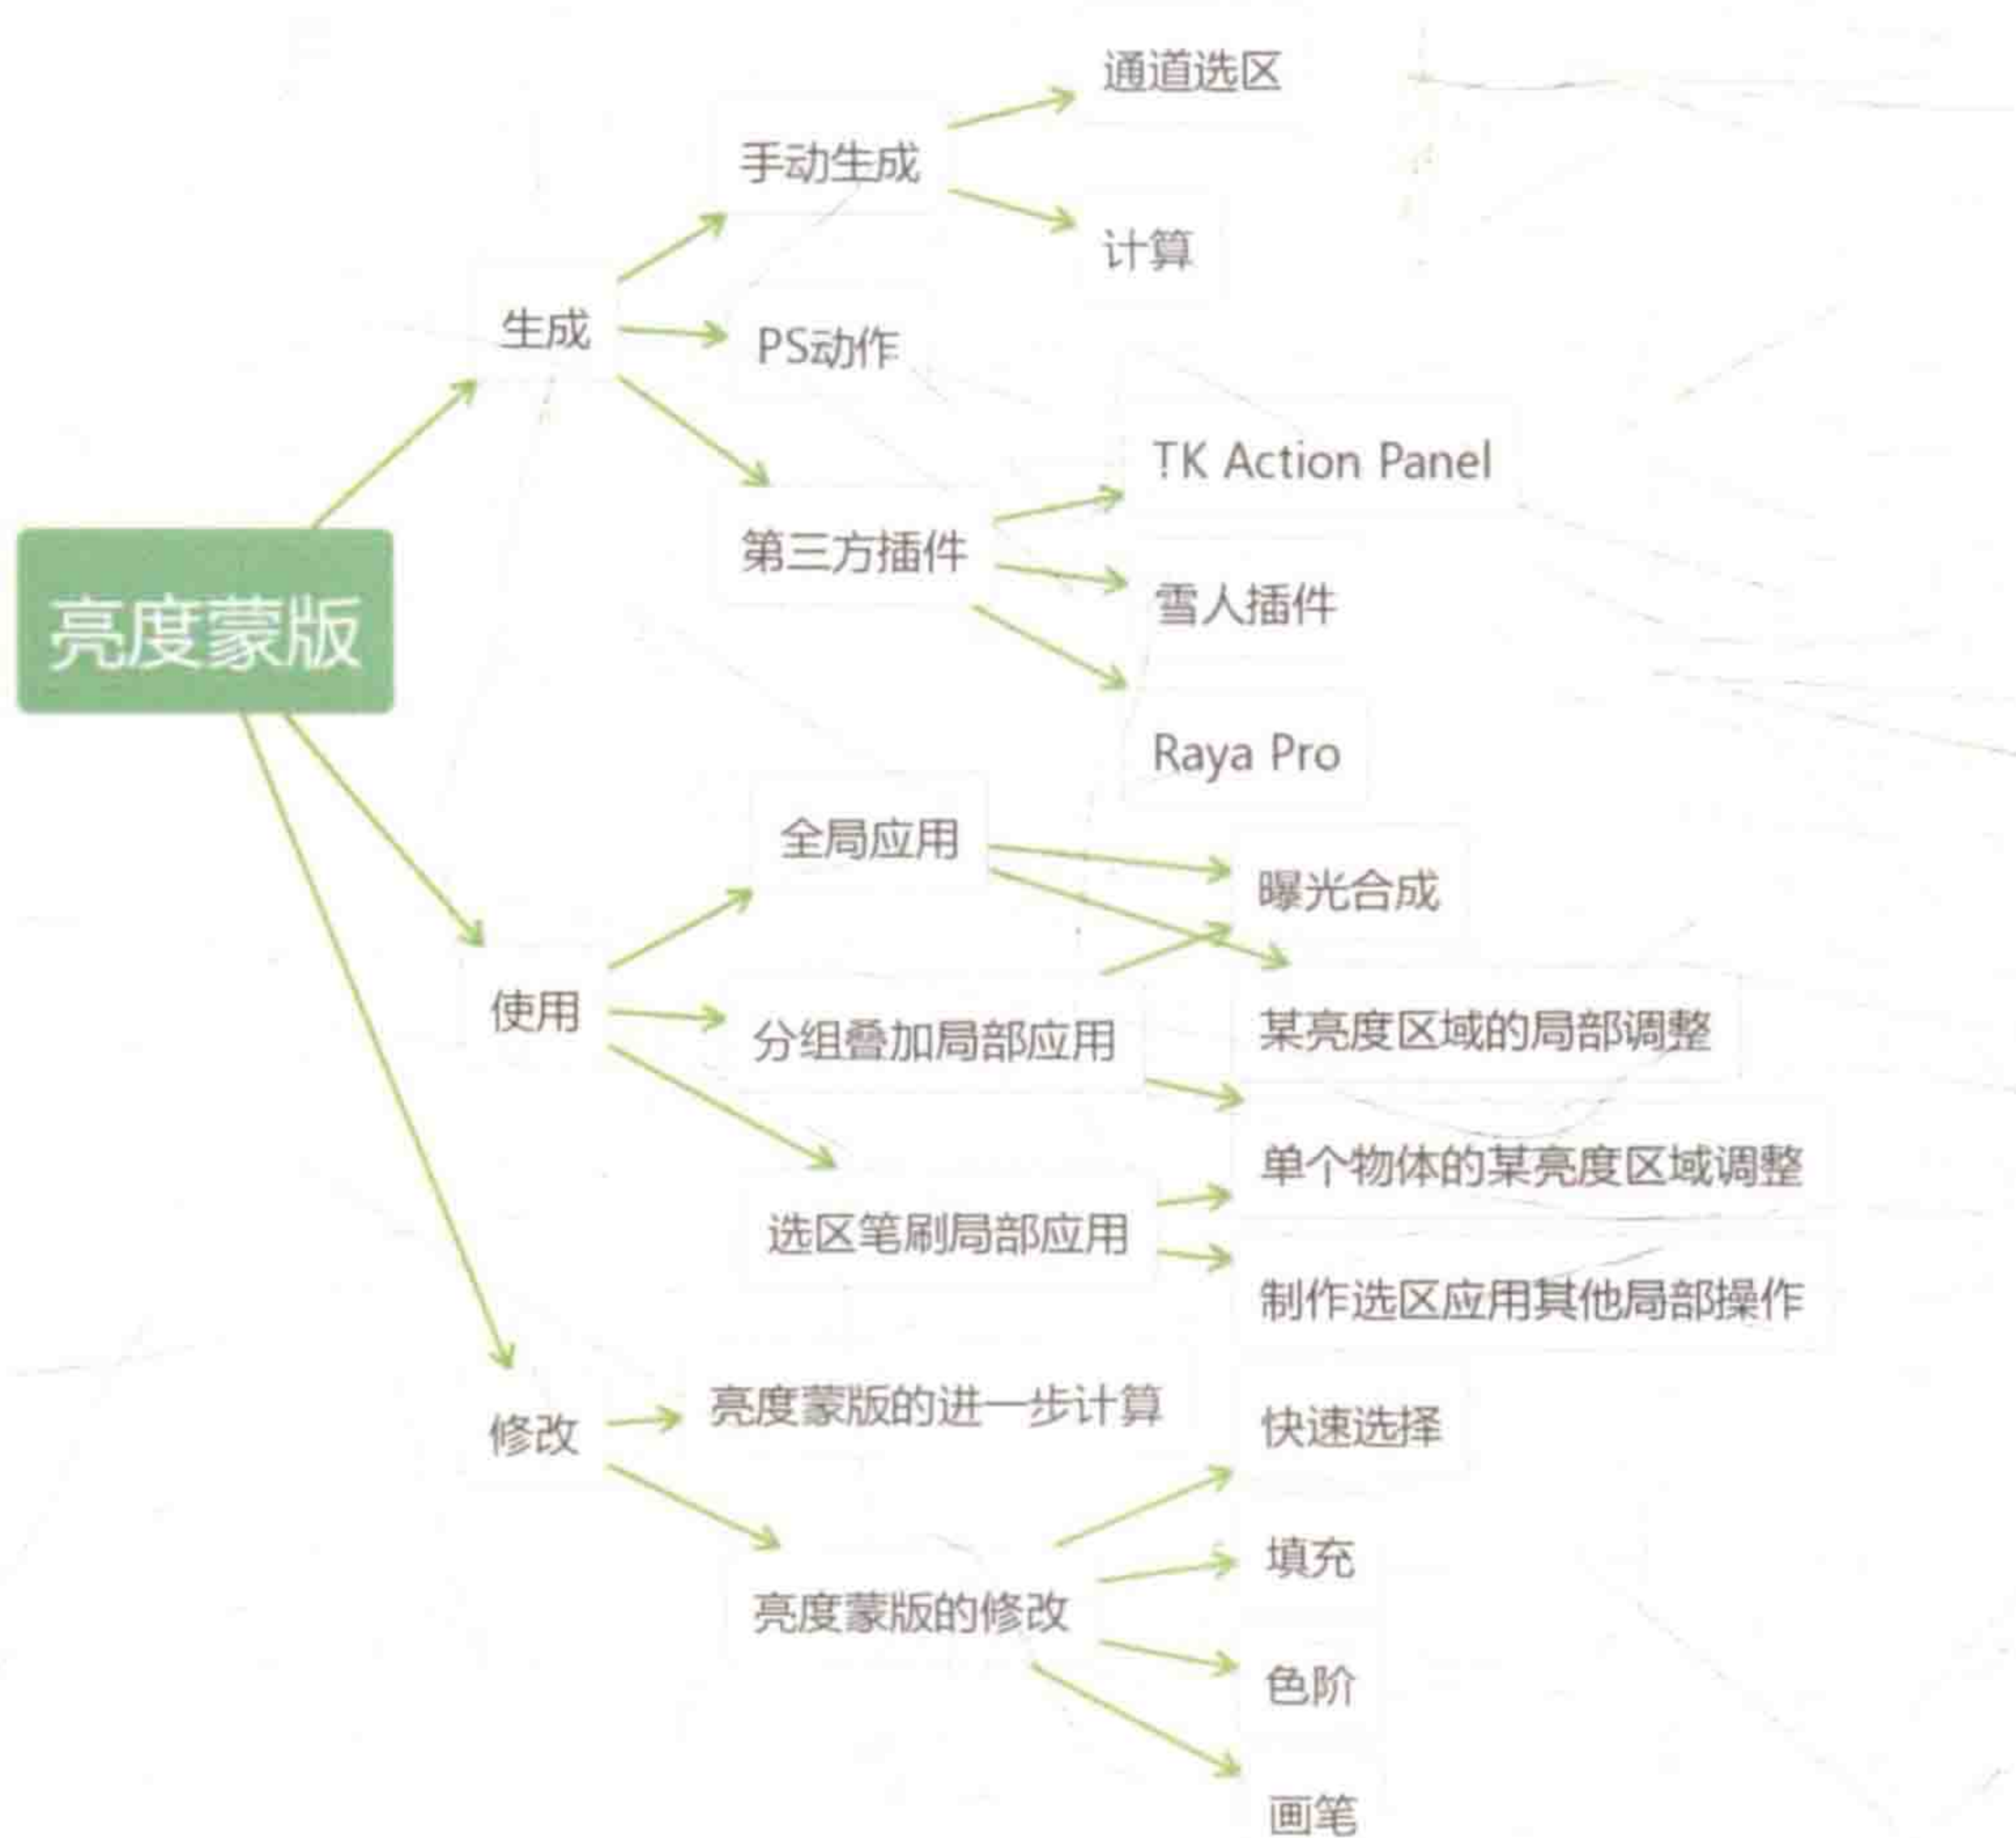 亮度蒙版
生成
手动生成
通道选区
计算
PS动作
第三方插件
TK Action Panel
雪人插件
Raya Pro
使用
全局应用
曝光合成
某亮度区域的局部调整
分组叠加局部应用
单个物体的某亮度区域调整
选区笔刷局部应用
制作选区应用其他局部操作
修改
亮度蒙版的进一步计算
亮度蒙版的修改
快速选择
填充
色阶
画笔